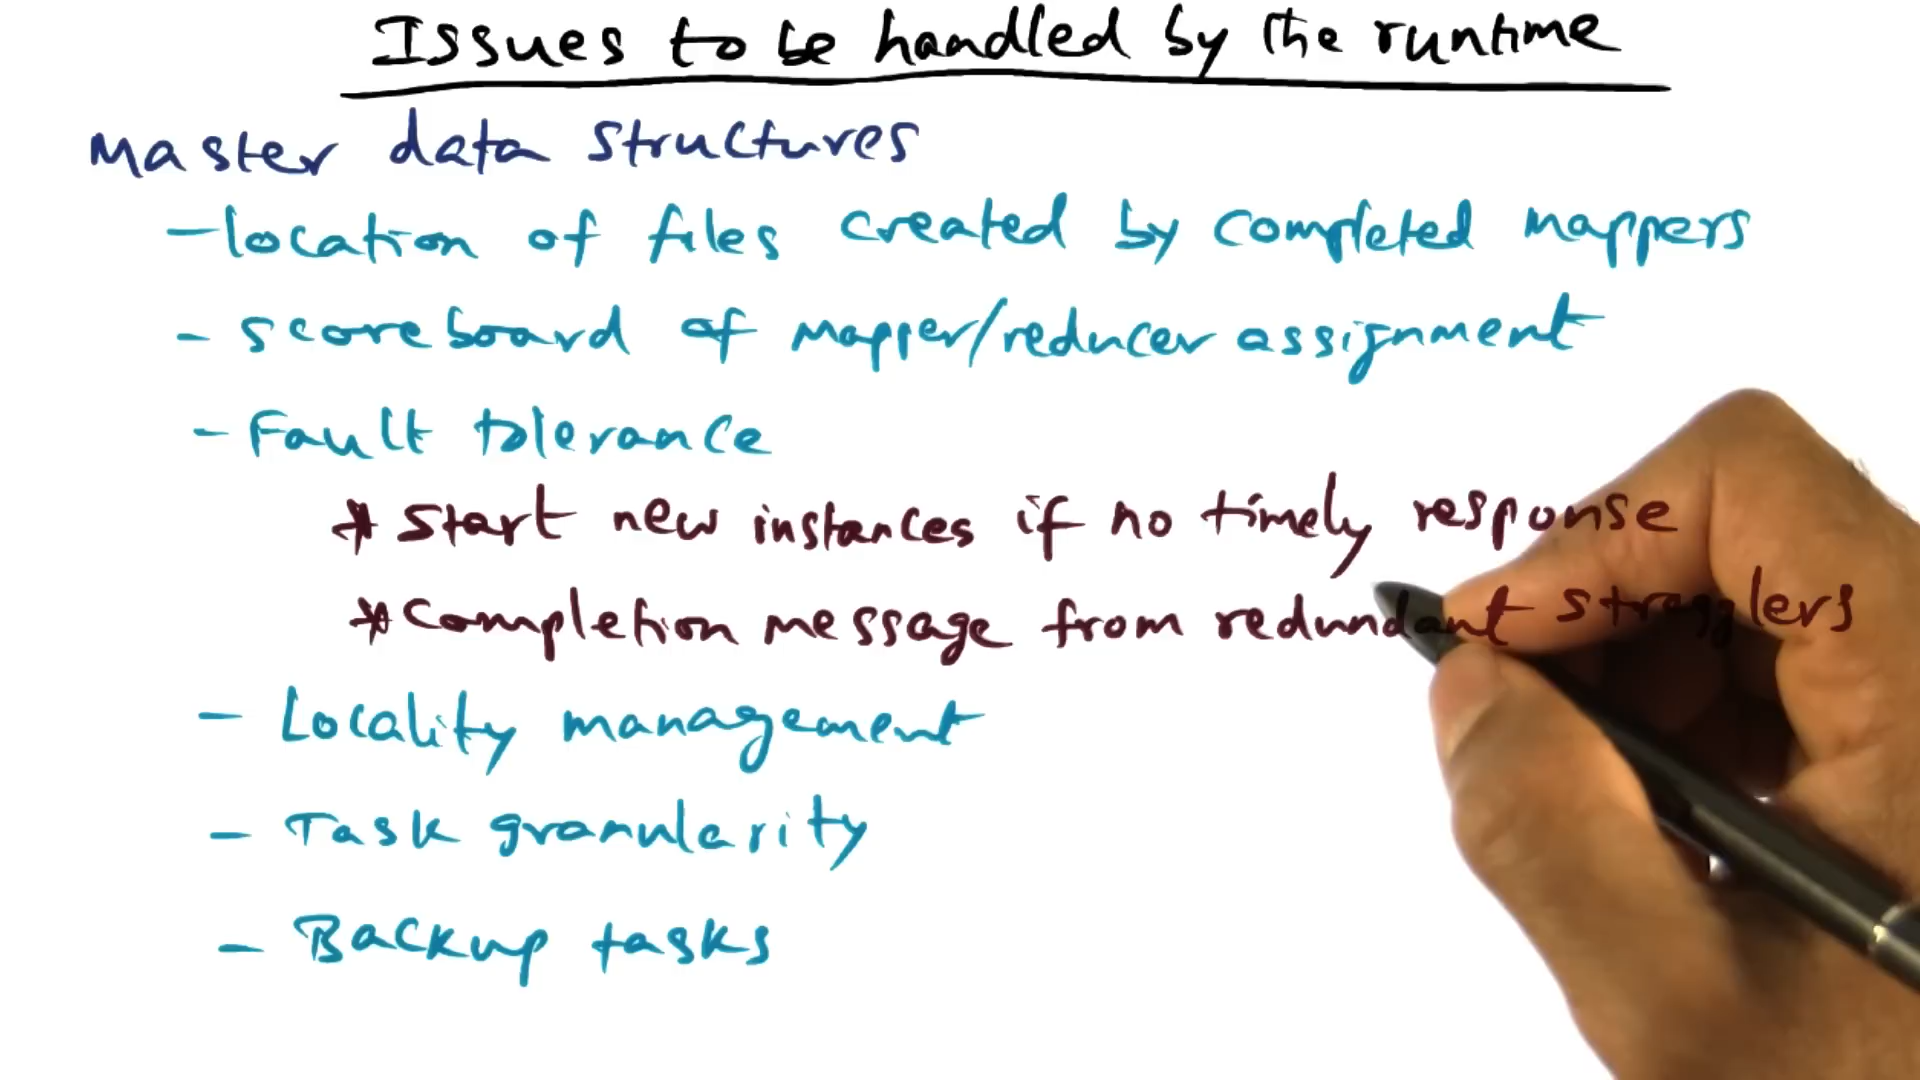 Issues to be handled by the runtime
Master data structures
- location of files created by completed mappers
- scoreboard of mapper/reducer assignment
- Fault tolerance
* Start new instances if no timely response
* Completion message from redundant stragglers
- Locality management
- Task granularity
- Backup tasks